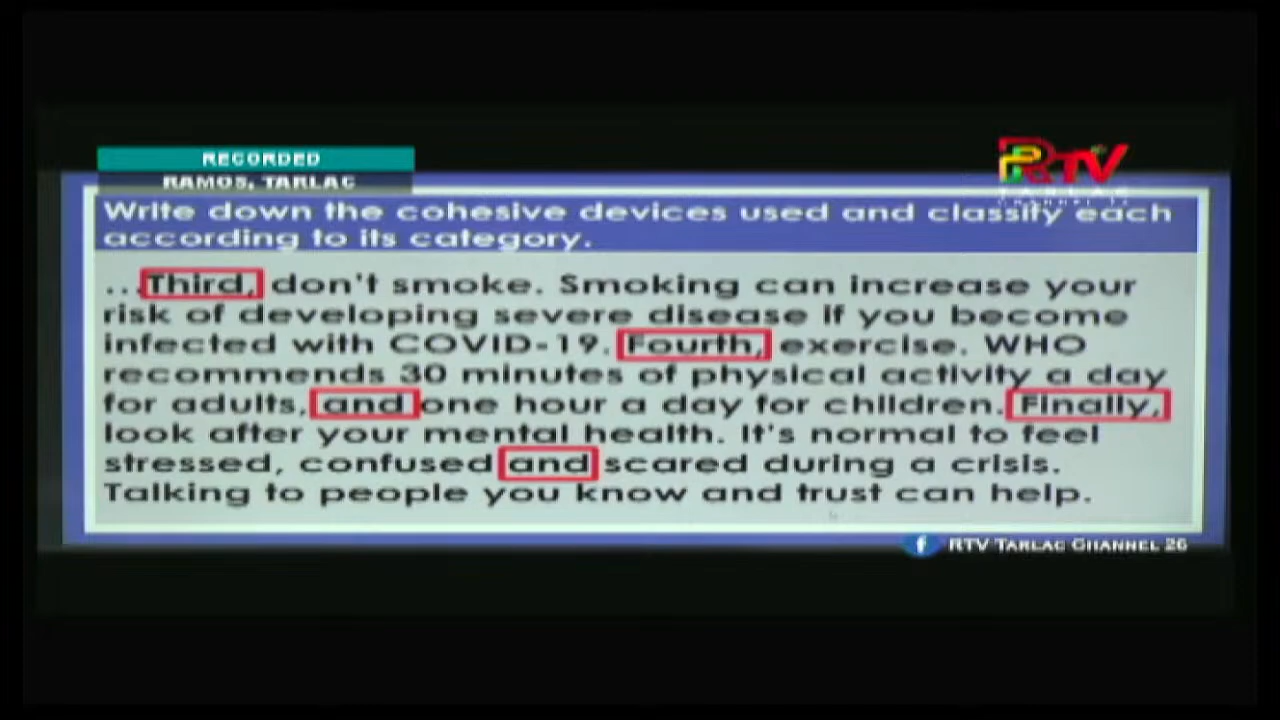 RECORDED
RAMOS, TARLAC
RTV
Write down the cohesive devices used and classify each
according to its category.
...Third, don't smoke. Smoking can increase your
risk of developing severe disease if you become
infected with COVID-19. Fourth, exercise. WHO
recommends 30 minutes of physical activity a day
for adults, and one hour a day for children. Finally,
look after your mental health. It's normal to feel
stressed, confused and scared during a crisis.
Talking to people you know and trust can help.
f RTV TARLAC CHANNEL 26